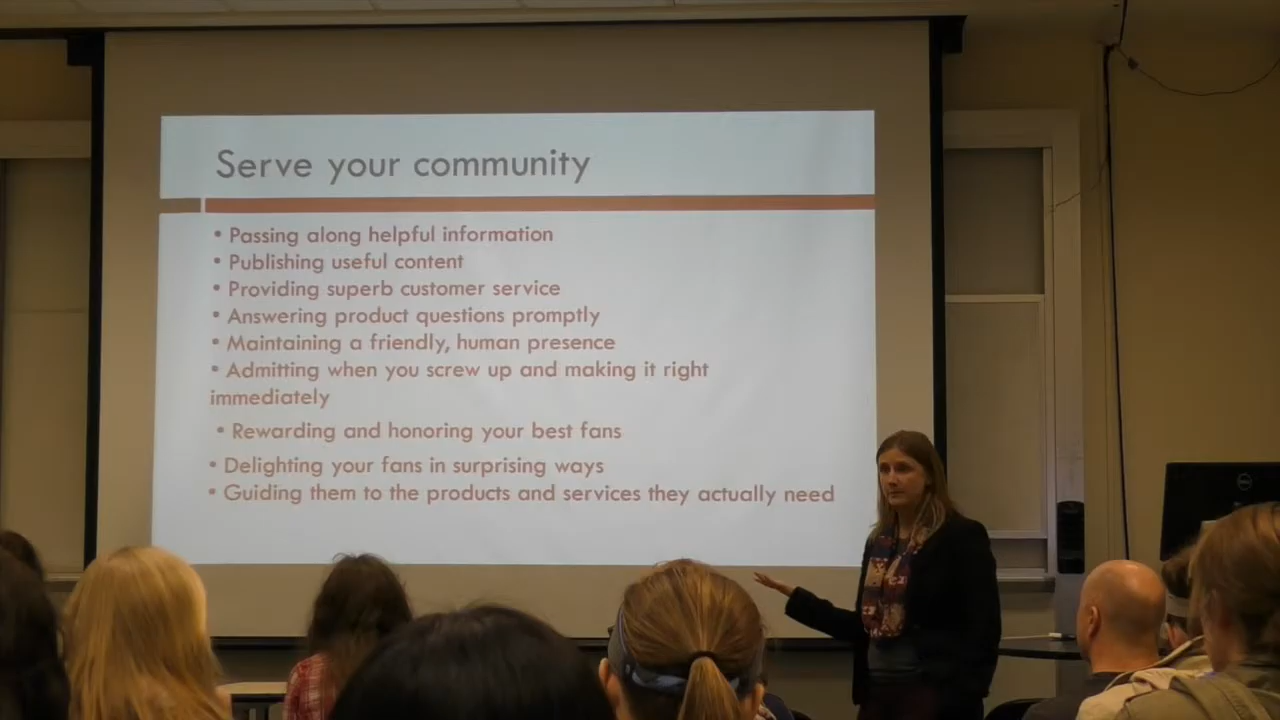 Serve your community
• Passing along helpful information
• Publishing useful content
• Providing superb customer service
• Answering product questions promptly
• Maintaining a friendly, human presence
• Admitting when you screw up and making it right
immediately
• Rewarding and honoring your best fans
• Delighting your fans in surprising ways
• Guiding them to the products and services they actually need
DELL